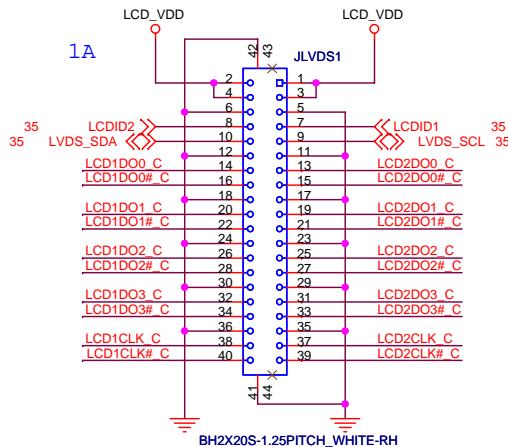 LCD_VDD LCD_VDD
1A
42 43
JLVDS1
2 1
4 3
6 5
35 LCDID2 8 7 LCDID1 35
35 LVDS_SDA 10 9 LVDS_SCL 35
12 11
LCD1DO0_C 14 13 LCD2DO0_C
LCD1DO0#_C 16 15 LCD2DO0#_C
18 17
LCD1DO1_C 20 19 LCD2DO1_C
LCD1DO1#_C 22 21 LCD2DO1#_C
24 23
LCD1DO2_C 26 25 LCD2DO2_C
LCD1DO2#_C 28 27 LCD2DO2#_C
30 29
LCD1DO3_C 32 31 LCD2DO3_C
LCD1DO3#_C 34 33 LCD2DO3#_C
36 35
LCD1CLK_C 38 37 LCD2CLK_C
LCD1CLK#_C 40 39 LCD2CLK#_C
41 44
BH2X20S-1.25PITCH_WHITE-RH